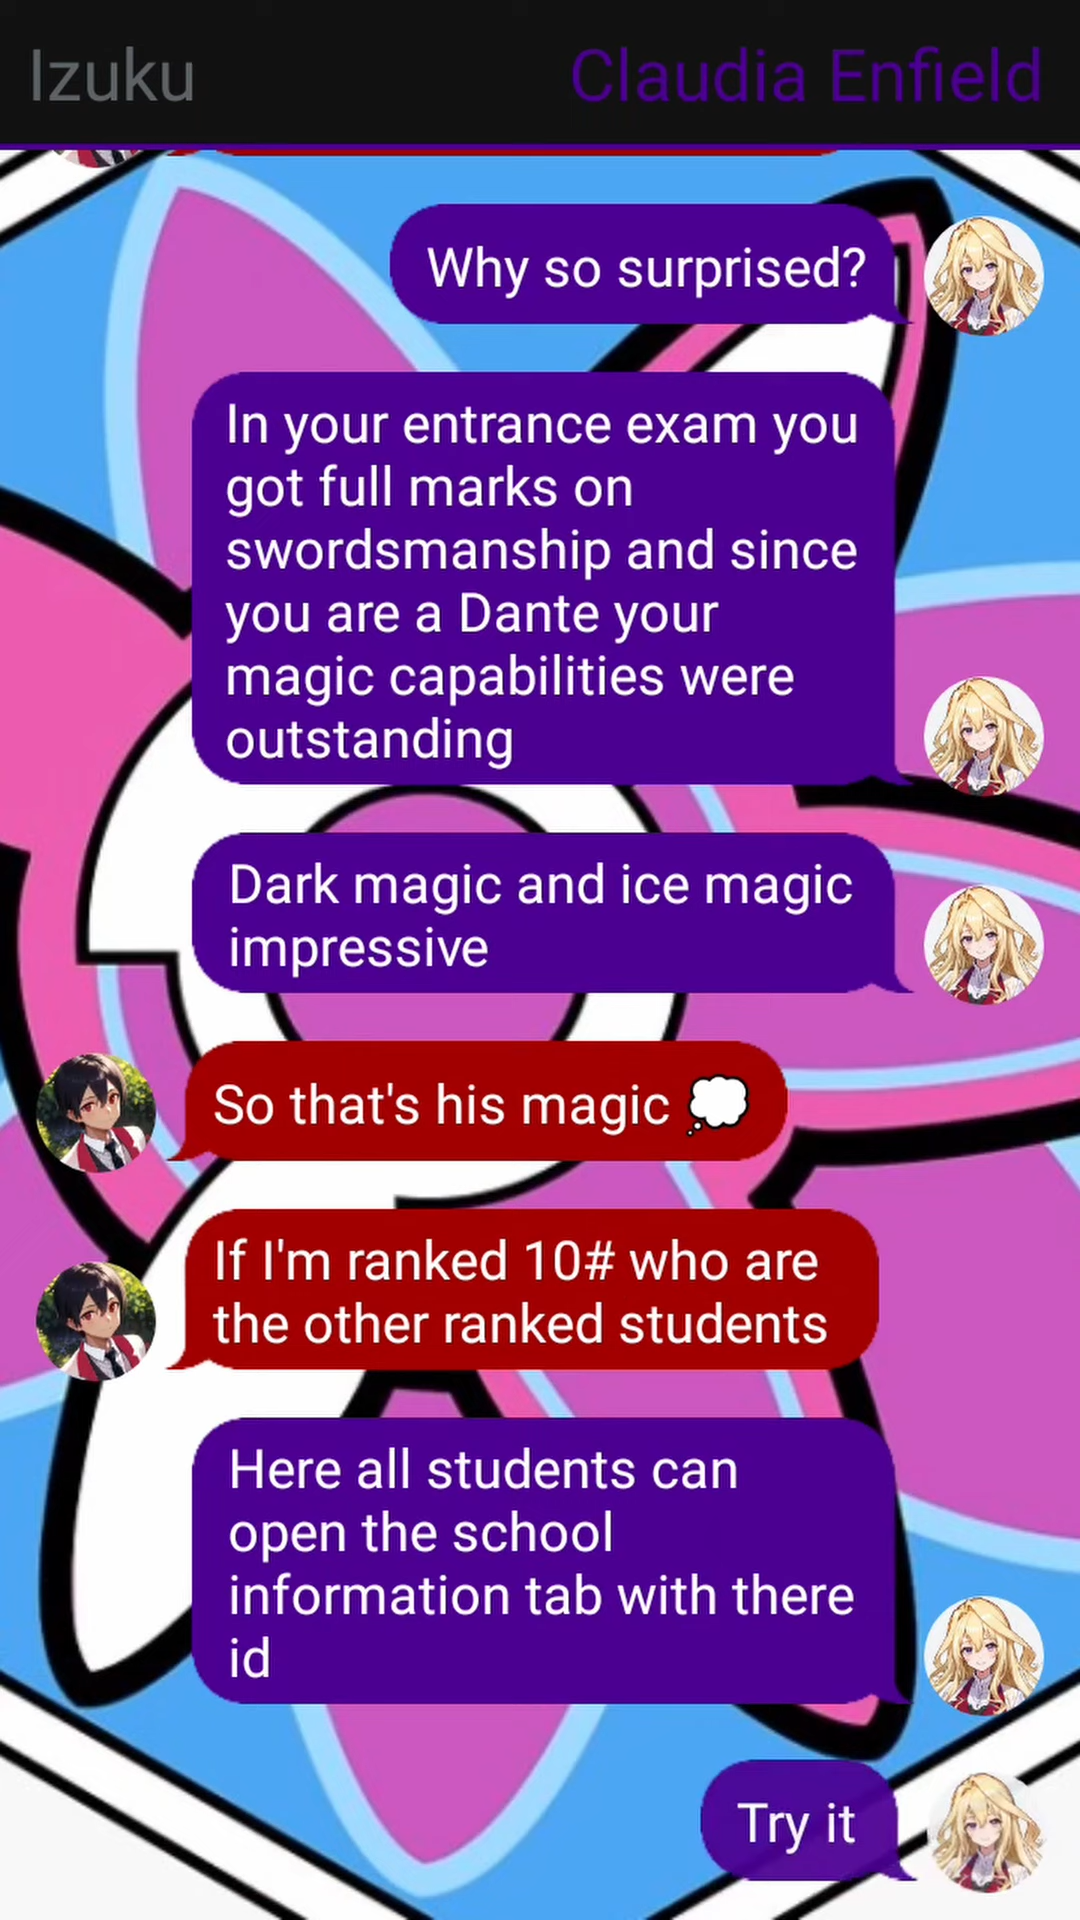 Izuku
Claudia Enfield
Why so surprised?
In your entrance exam you
got full marks on
swordsmanship and since
you are a Dante your
magic capabilities were
outstanding
Dark magic and ice magic
impressive
So that's his magic 💭
If I'm ranked 10# who are
the other ranked students
Here all students can
open the school
information tab with there
id
Try it